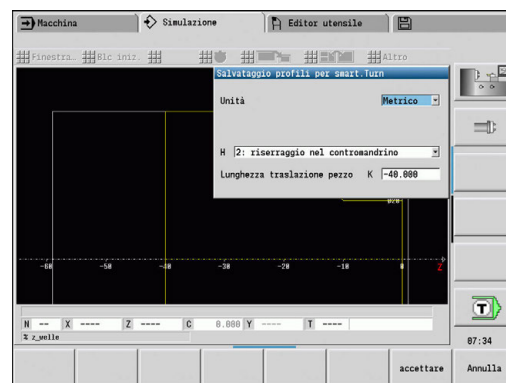 Macchina Simulazione Editor utensile
Finestra.. Blc iniz. Altro
Salvataggio profili per smart.Turn
Unità Metrico
H 2: riserraggio nel contromandrino
Lunghezza traslazione pezzo K -40.000
-60 -50 -40 -30 -20 -10 0 Z
N -- X ---- Z ---- C 0.000 Y ---- T ----
% z_welle
T
07:34
accettare Annulla